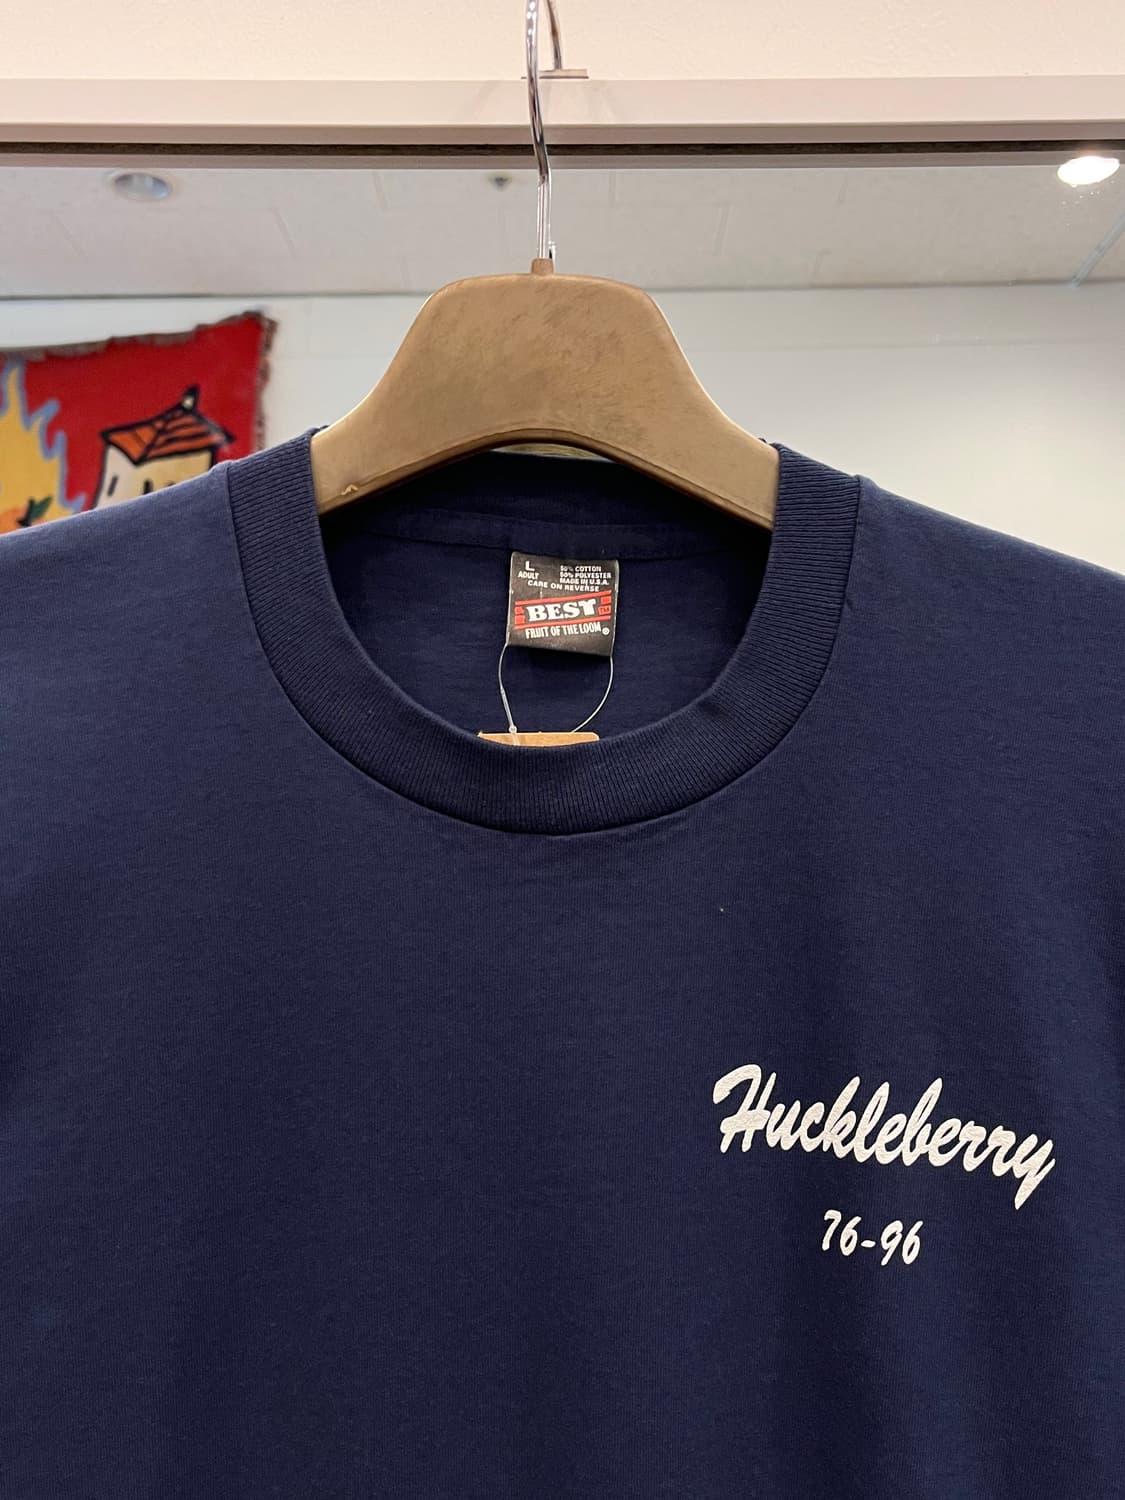 L
ADULT
50% COTTON
50% POLYESTER
MADE IN U.S.A.
CARE ON REVERSE
BEST
FRUIT OF THE LOOM®
Huckleberry
76-96